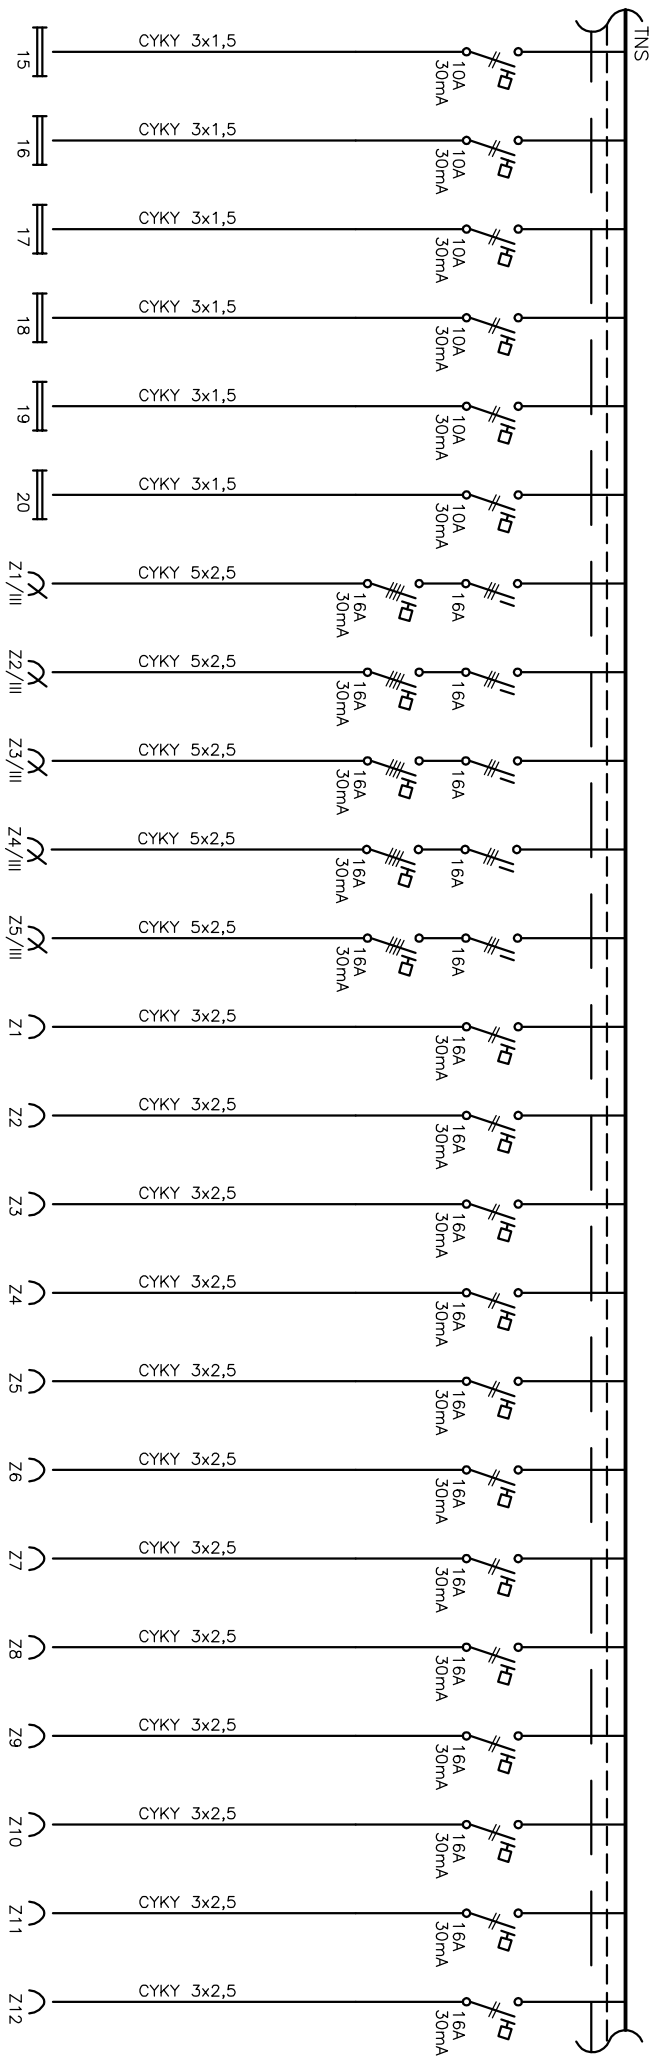 TNS
CYKY 3x1,5
10A
30mA
15
CYKY 3x1,5
10A
30mA
16
CYKY 3x1,5
10A
30mA
17
CYKY 3x1,5
10A
30mA
18
CYKY 3x1,5
10A
30mA
19
CYKY 3x1,5
10A
30mA
20
CYKY 5x2,5
16A
30mA
16A
Z1/III
CYKY 5x2,5
16A
30mA
16A
Z2/III
CYKY 5x2,5
16A
30mA
16A
Z3/III
CYKY 5x2,5
16A
30mA
16A
Z4/III
CYKY 5x2,5
16A
30mA
16A
Z5/III
CYKY 3x2,5
16A
30mA
Z1
CYKY 3x2,5
16A
30mA
Z2
CYKY 3x2,5
16A
30mA
Z3
CYKY 3x2,5
16A
30mA
Z4
CYKY 3x2,5
16A
30mA
Z5
CYKY 3x2,5
16A
30mA
Z6
CYKY 3x2,5
16A
30mA
Z7
CYKY 3x2,5
16A
30mA
Z8
CYKY 3x2,5
16A
30mA
Z9
CYKY 3x2,5
16A
30mA
Z10
CYKY 3x2,5
16A
30mA
Z11
CYKY 3x2,5
16A
30mA
Z12